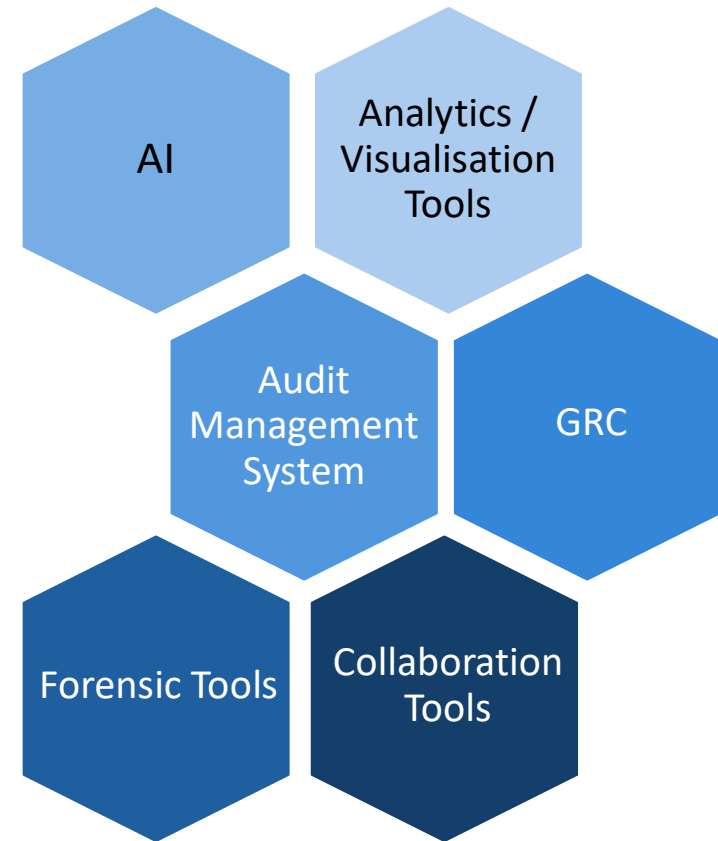 AI
Analytics /
Visualisation
Tools
Audit
Management
System
GRC
Forensic Tools
Collaboration
Tools